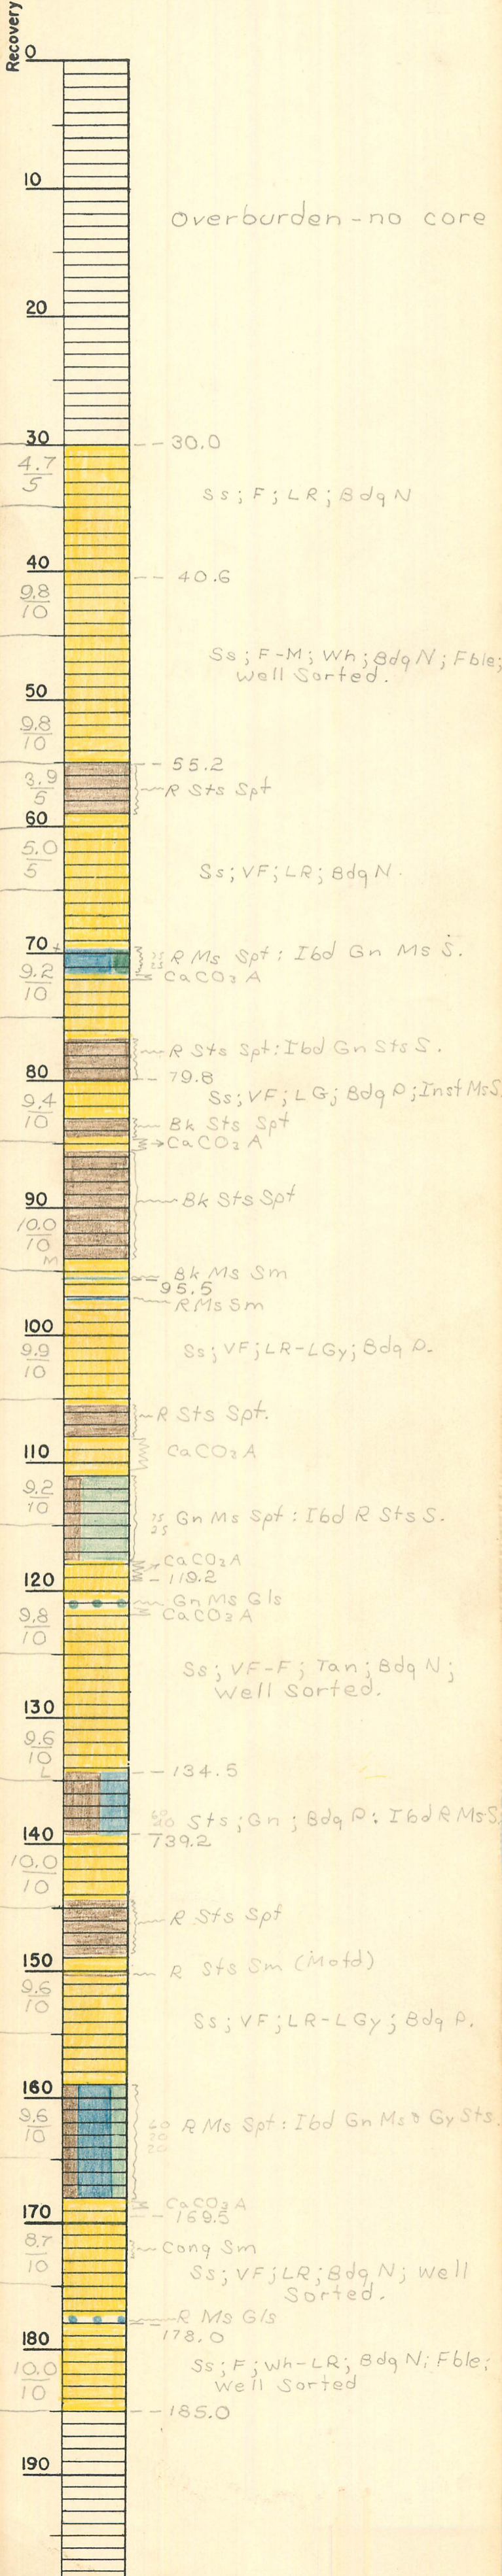 Recovery
0
10
Overburden - no core
20
30
-- 30.0
4.7
5
Ss; F; LR; Bdg N
40
-- 40.6
9.8
10
Ss; F-M; Wh; Bdg N; Fble;
Well Sorted.
50
9.8
10
-- 55.2
3.9
5
R Sts Spt
60
5.0
5
Ss; VF; LR; Bdg N.
70
R Ms Spt: Ibd Gn Ms S.
9.2
10
CaCO3 A
R Sts Spt: Ibd Gn Sts S.
80
-- 79.8
9.4
10
Ss; VF; LG; Bdg P; Inst Ms S
Bk Sts Spt
CaCO3 A
90
Bk Sts Spt
10.0
10
M
Bk Ms Sm
95.5
R Ms Sm
100
9.9
10
Ss; VF; LR-LGy; Bdg P.
R Sts Spt.
110
CaCO3 A
9.2
10
75
25
Gn Ms Spt: Ibd R Sts S.
CaCO3 A
- 119.2
120
Gn Ms Gls
9.8
10
CaCO3 A
Ss; VF-F; Tan; Bdg N;
Well Sorted.
130
9.6
10
L
-- 134.5
60
40
Sts; Gn; Bdg P: Ibd R Ms S
139.2
140
10.0
10
R Sts Spt
150
R Sts Sm (Motd)
9.6
10
Ss; VF; LR-LGy; Bdg P.
160
9.6
10
60
20
20
R Ms Spt: Ibd Gn Ms & Gy Sts.
CaCO3 A
170
-- 169.5
8.7
10
Cong Sm
Ss; VF; LR; Bdg N; Well
Sorted.
R Ms Gls
178.0
180
10.0
10
Ss; F; Wh-LR; Bdg N; Fble;
Well Sorted
-- 185.0
190